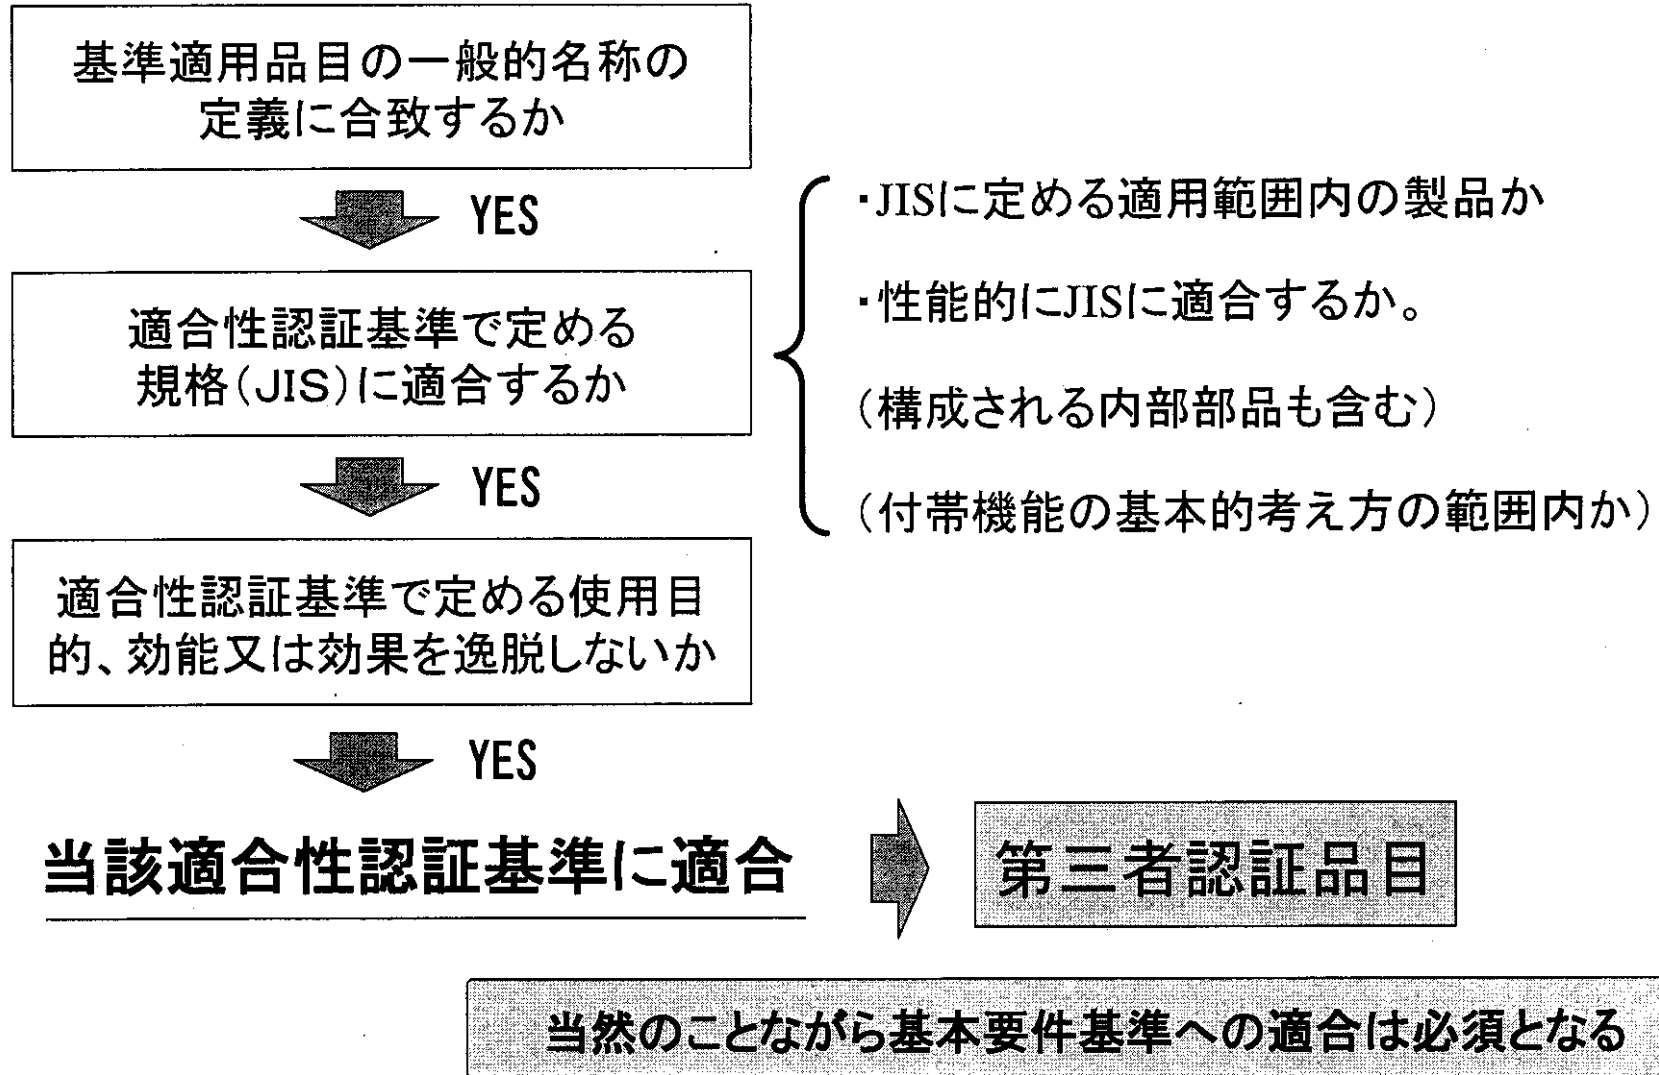 基準適用品目の一般的名称の
定義に合致するか
YES
適合性認証基準で定める
規格(JIS)に適合するか
・JISに定める適用範囲内の製品か
・性能的にJISに適合するか。
(構成される内部部品も含む)
(付帯機能の基本的考え方の範囲内か)
YES
適合性認証基準で定める使用目
的、効能又は効果を逸脱しないか
YES
当該適合性認証基準に適合
第三者認証品目
当然のことながら基本要件基準への適合は必須となる